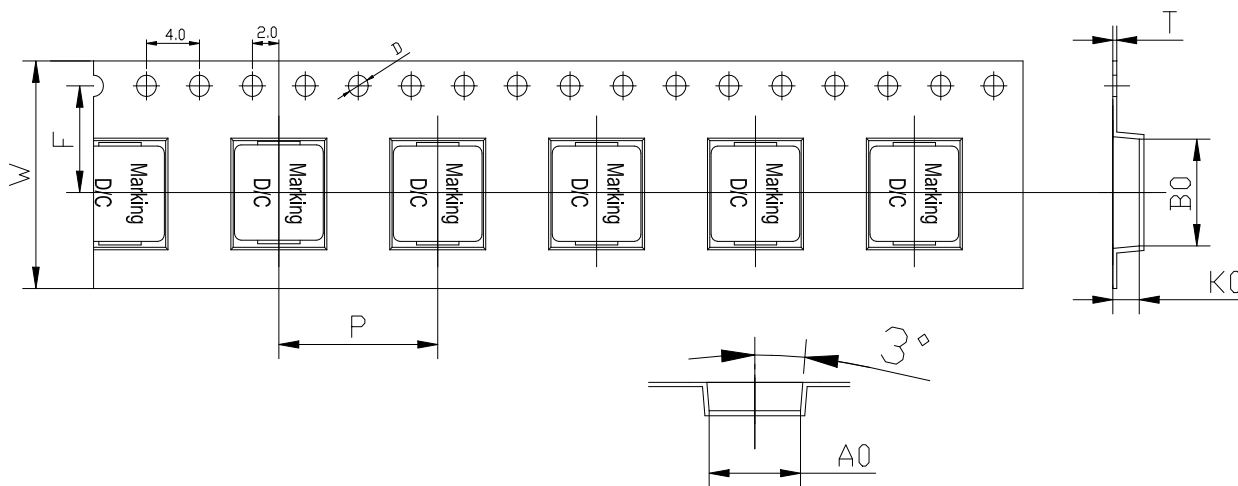 4.0
2.0
D
T
W
F
Marking
D/C
Marking
D/C
Marking
D/C
Marking
D/C
Marking
D/C
Marking
D/C
B0
K0
P
3°
A0